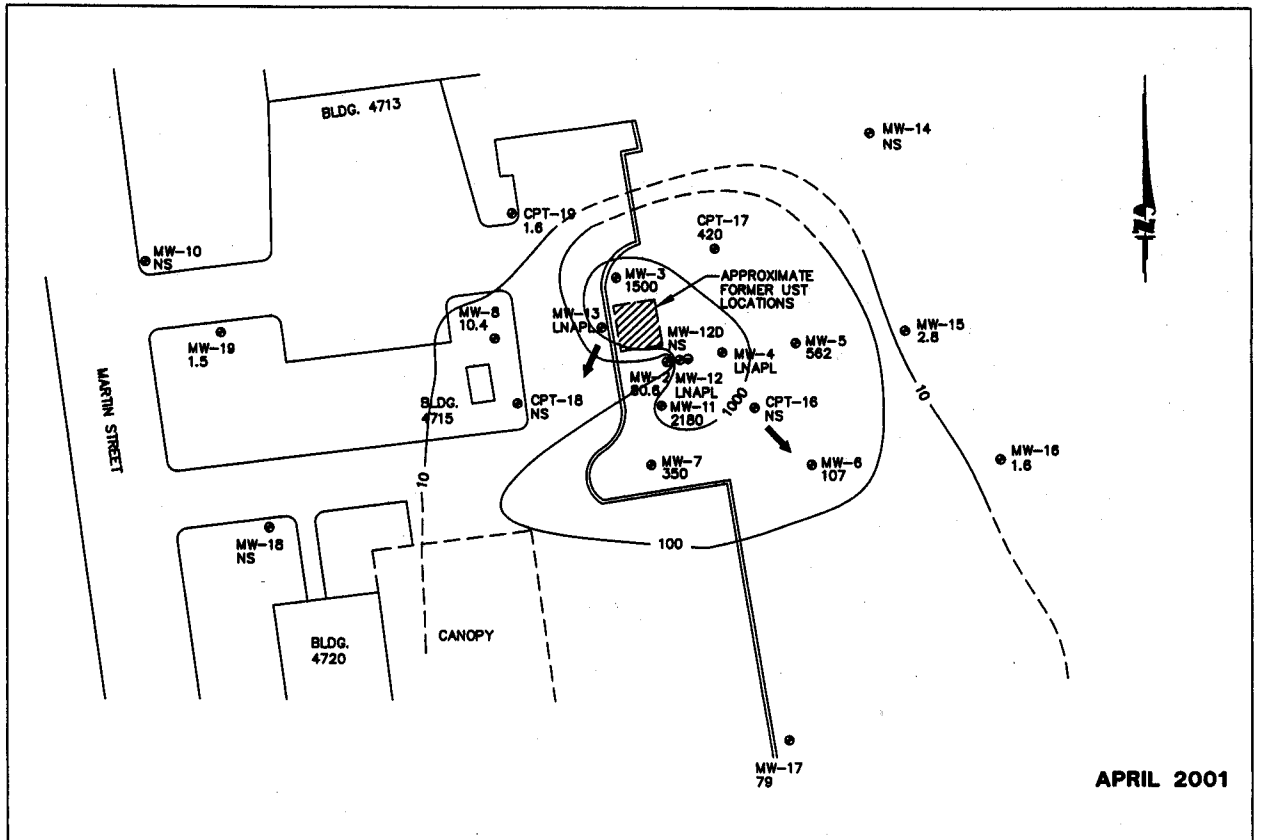 BLDG. 4713
MW-14
NS
CPT-19
1.6
CPT-17
420
MW-10
NS
MW-3
1500
APPROXIMATE
FORMER UST
LOCATIONS
MW-8
10.4
MW-13
LNAPL
MW-19
1.5
MW-12D
NS
MW-5
562
MW-15
2.8
MW-4
LNAPL
MW-2
MW-12
LNAPL
MARTIN STREET
BLDG.
4715
CPT-18
NS
MW-11
2180
1000
CPT-16
NS
10
MW-16
1.6
MW-7
350
MW-6
107
10
MW-18
NS
100
BLDG.
4720
CANOPY
MW-17
79
APRIL 2001